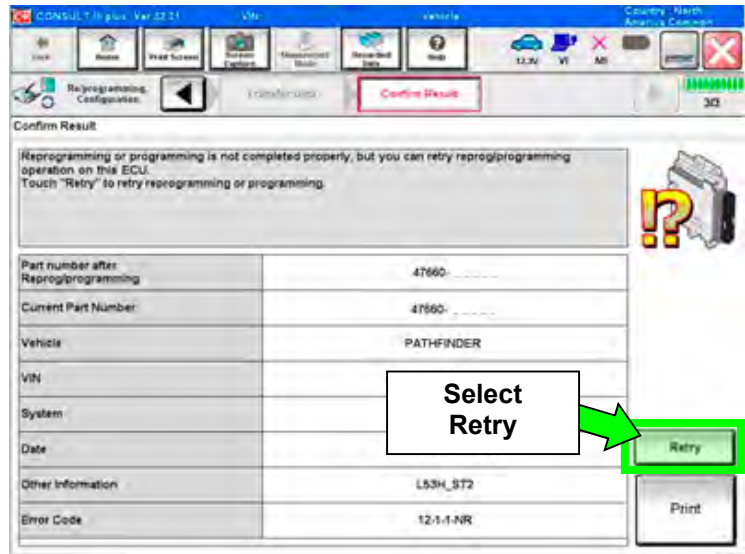 CONSULT-III plus Ver.32.21
VIN:
Vehicle
Country : North America Common
Back
Home
Print Screen
Screen Capture
Measurement Mode
Recorded Data
Help
12.3V
VI
MI
Re/programming, Configuration
Transfer Data
Confirm Result
3/3
Confirm Result
Reprogramming or programming is not completed properly, but you can retry reprog/programming
operation on this ECU.
Touch "Retry" to retry reprogramming or programming.
!?
Part number after
Reprog/programming
47660-
Current Part Number
47660-
Vehicle
PATHFINDER
VIN
System
Date
Other Information
L53H_ST2
Error Code
12-1-1-NR
Select
Retry
Retry
Print